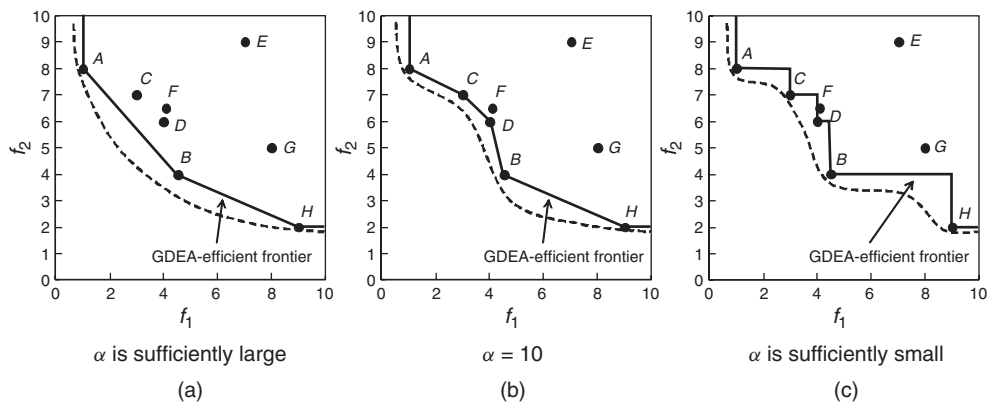 10
9
8
7
6
5
4
3
2
1
0
f2
A
C
E
F
D
B
G
H
GDEA-efficient frontier
0 2 4 6 8 10
f1
α is sufficiently large
(a)
10
9
8
7
6
5
4
3
2
1
0
f2
A
C
E
F
D
B
G
H
GDEA-efficient frontier
0 2 4 6 8 10
f1
α = 10
(b)
10
9
8
7
6
5
4
3
2
1
0
f2
A
C
E
F
D
B
G
H
GDEA-efficient frontier
0 2 4 6 8 10
f1
α is sufficiently small
(c)